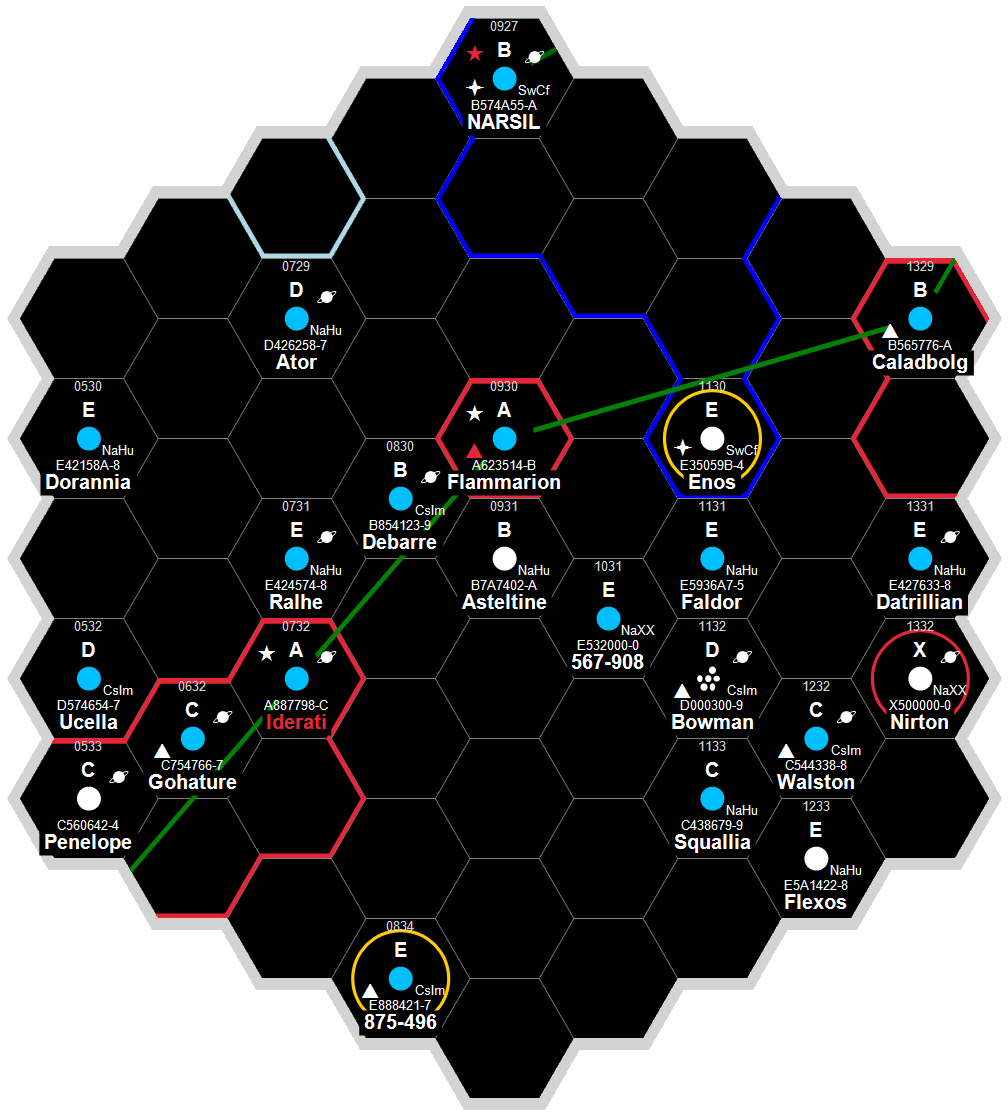 0927
B
SwCf
B574A55-A
NARSIL
0729
D
NaHu
D426258-7
Ator
1329
B
B565776-A
Caladbolg
0530
E
NaHu
E42158A-8
Dorannia
0930
A
A623514-B
Flammarion
1130
E
SwCf
E35059B-4
Enos
0830
B
CsIm
B854123-9
Debarre
0731
E
NaHu
E424574-8
Ralhe
0931
B
NaHu
B7A7402-A
Asteltine
1131
E
NaHu
E5936A7-5
Faldor
1331
E
NaHu
E427633-8
Datrillian
1031
E
NaXX
E532000-0
567-908
0532
D
CsIm
D574654-7
Ucella
0732
A
A887798-C
Iderati
1132
D
CsIm
D000300-9
Bowman
1332
X
NaXX
X500000-0
Nirton
0632
C
C754766-7
Gohature
1232
C
CsIm
C544338-8
Walston
0533
C
C560642-4
Penelope
1133
C
NaHu
C438679-9
Squallia
1233
E
NaHu
E5A1422-8
Flexos
0834
E
CsIm
E888421-7
875-496